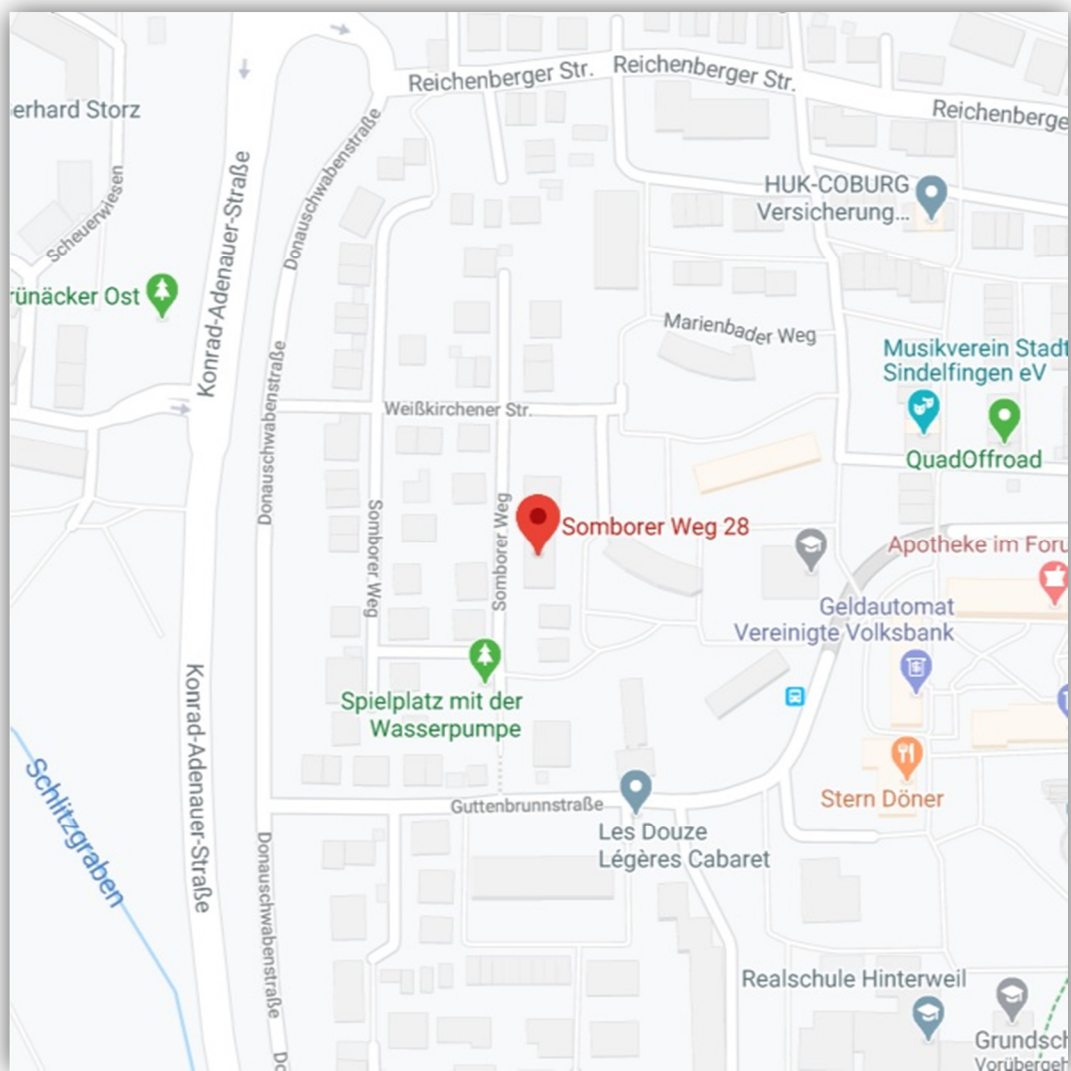 Reichenberger Str.
Reichenberger Str.
Reichenberge
erhard Storz
Donauschwabenstraße
Konrad-Adenauer-Straße
Scheuerwiesen
HUK-COBURG
Versicherung...
rünäcker Ost
Marienbader Weg
Musikverein Stadt
Sindelfingen eV
Donauschwabenstraße
Weißkirchener Str.
QuadOffroad
Somborer Weg
Somborer Weg
Somborer Weg 28
Apotheke im Foru
Geldautomat
Vereinigte Volksbank
Konrad-Adenauer-Straße
Spielplatz mit der
Wasserpumpe
Schlitzgraben
Guttenbrunnstraße
Stern Döner
Les Douze
Légères Cabaret
Donauschwabenstraße
Realschule Hinterweil
Grundsch
Vorübergeh
Do